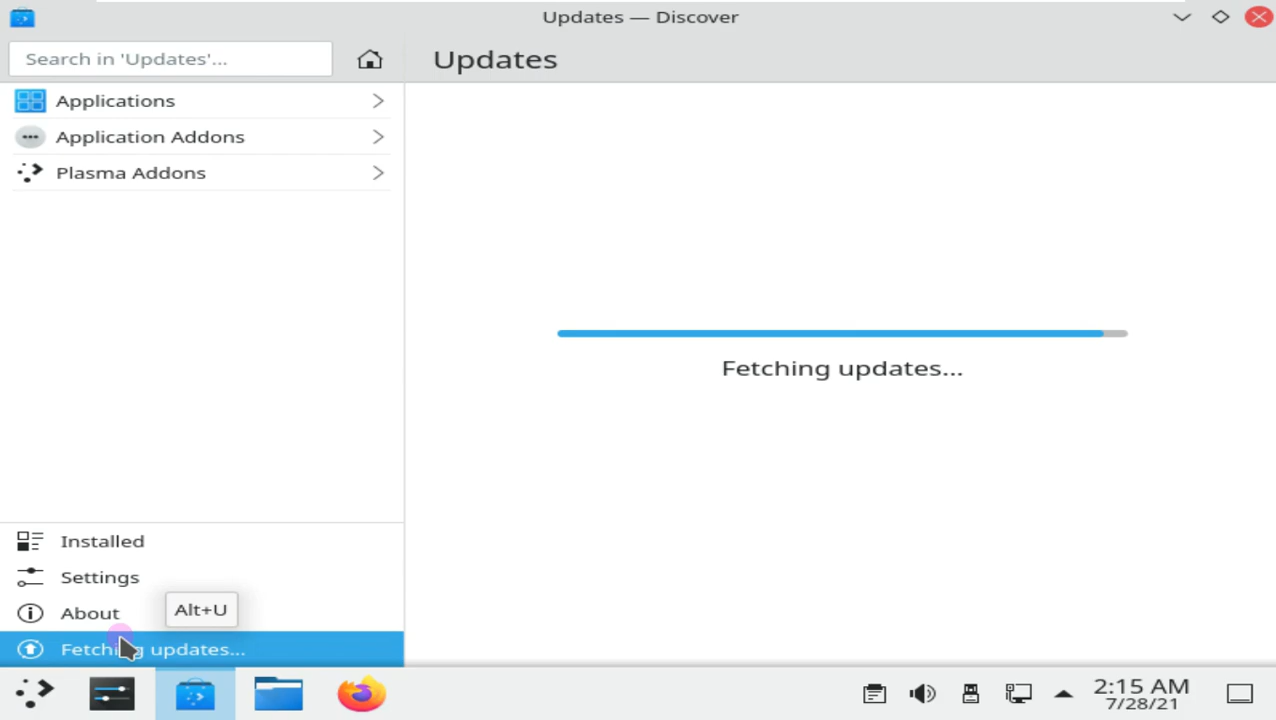 Updates — Discover
Search in 'Updates'...
Updates
Applications
Application Addons
Plasma Addons
Fetching updates...
Installed
Settings
About
Alt+U
Fetching updates...
2:15 AM
7/28/21